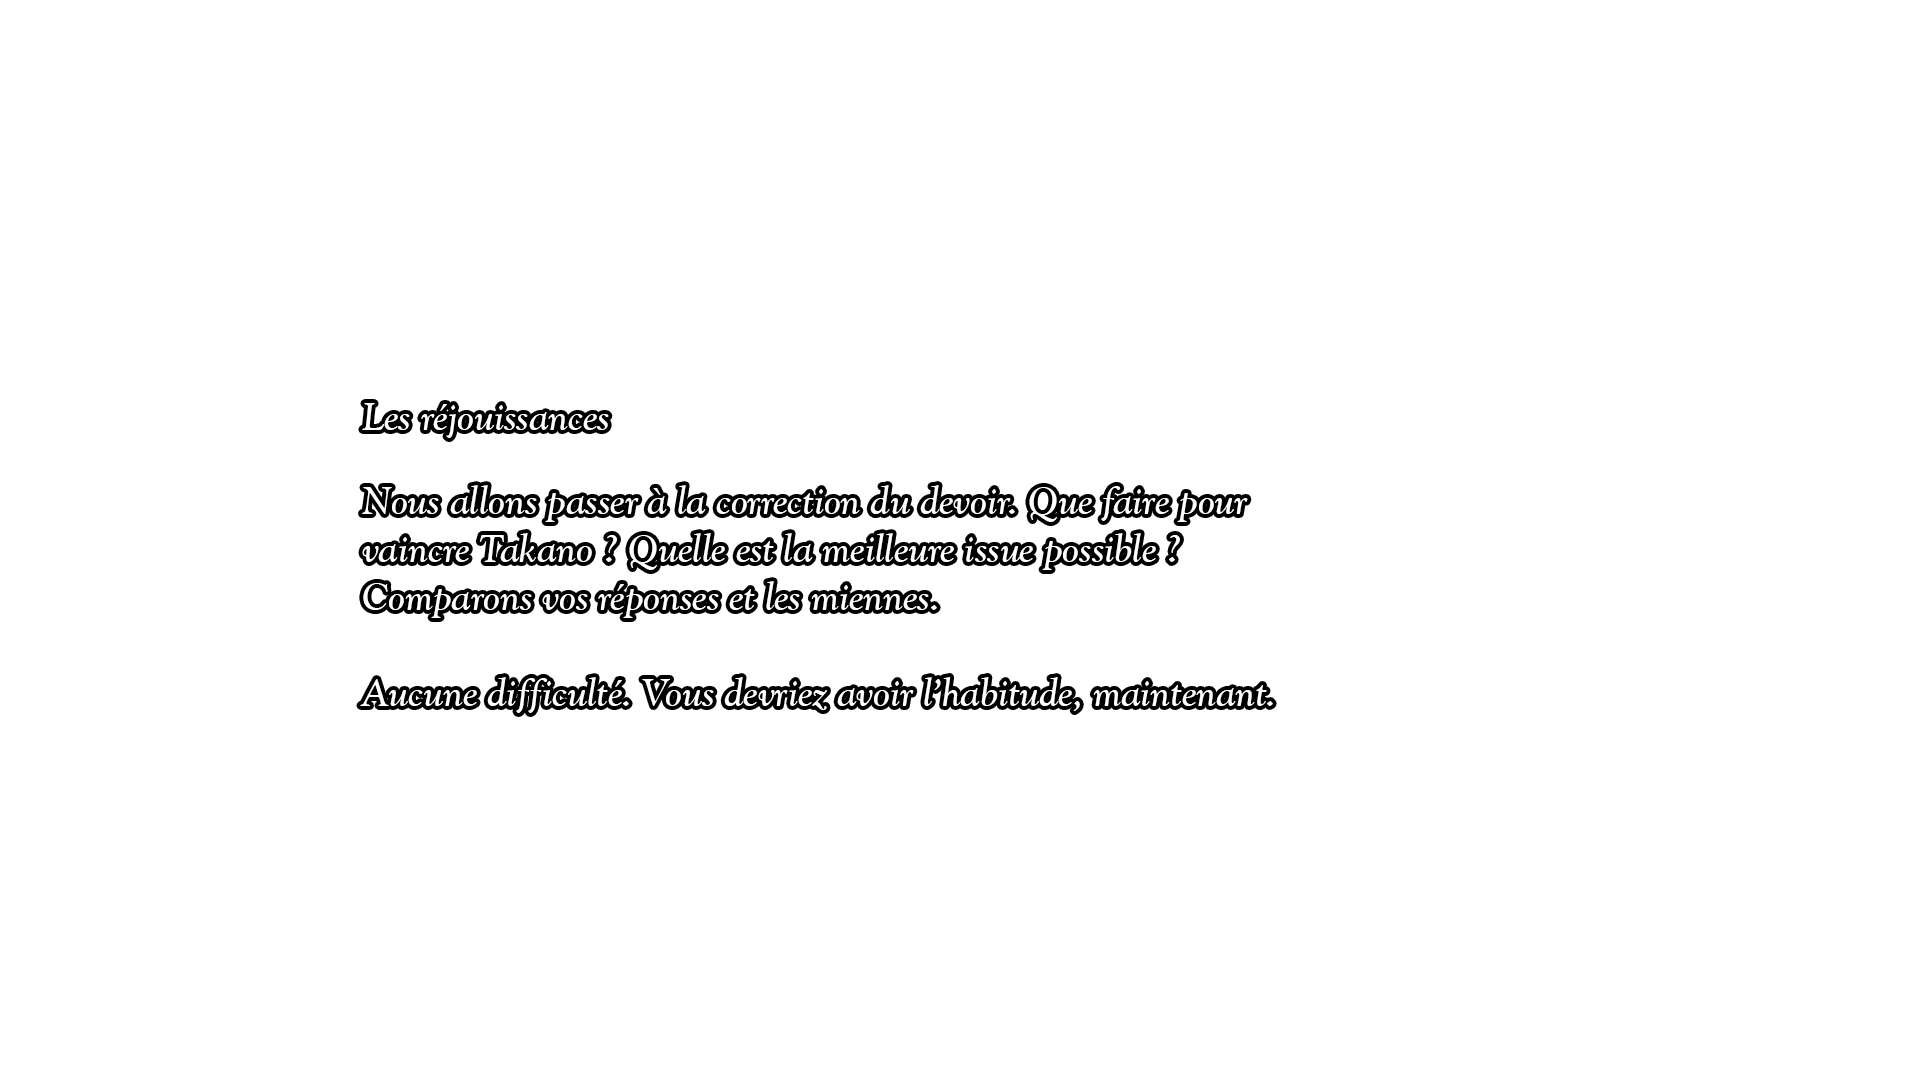 Les réjouissances
Nous allons passer à la correction du devoir. Que faire pour
vaincre Takano ? Quelle est la meilleure issue possible ?
Comparons vos réponses et les miennes.
Aucune difficulté. Vous devriez avoir l'habitude, maintenant.